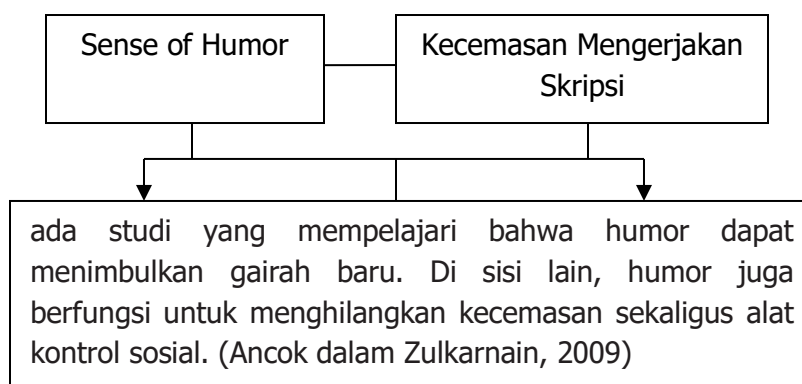 Sense of Humor
Kecemasan Mengerjakan
Skripsi
ada studi yang mempelajari bahwa humor dapat
menimbulkan gairah baru. Di sisi lain, humor juga
berfungsi untuk menghilangkan kecemasan sekaligus alat
kontrol sosial. (Ancok dalam Zulkarnain, 2009)